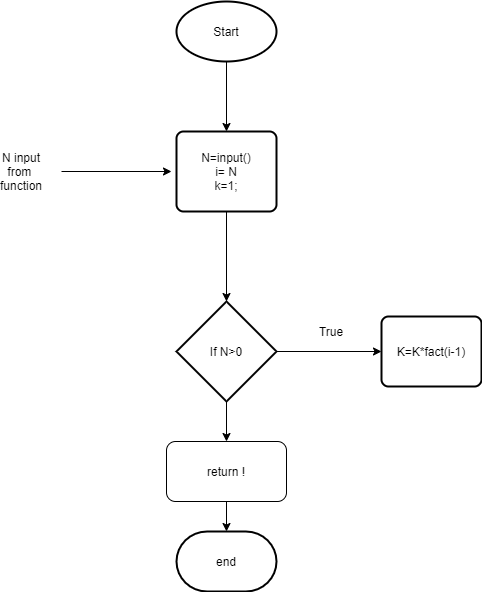 Start
N input
from
function
N=input()
i= N
k=1;
If N>0
True
K=K*fact(i-1)
return !
end